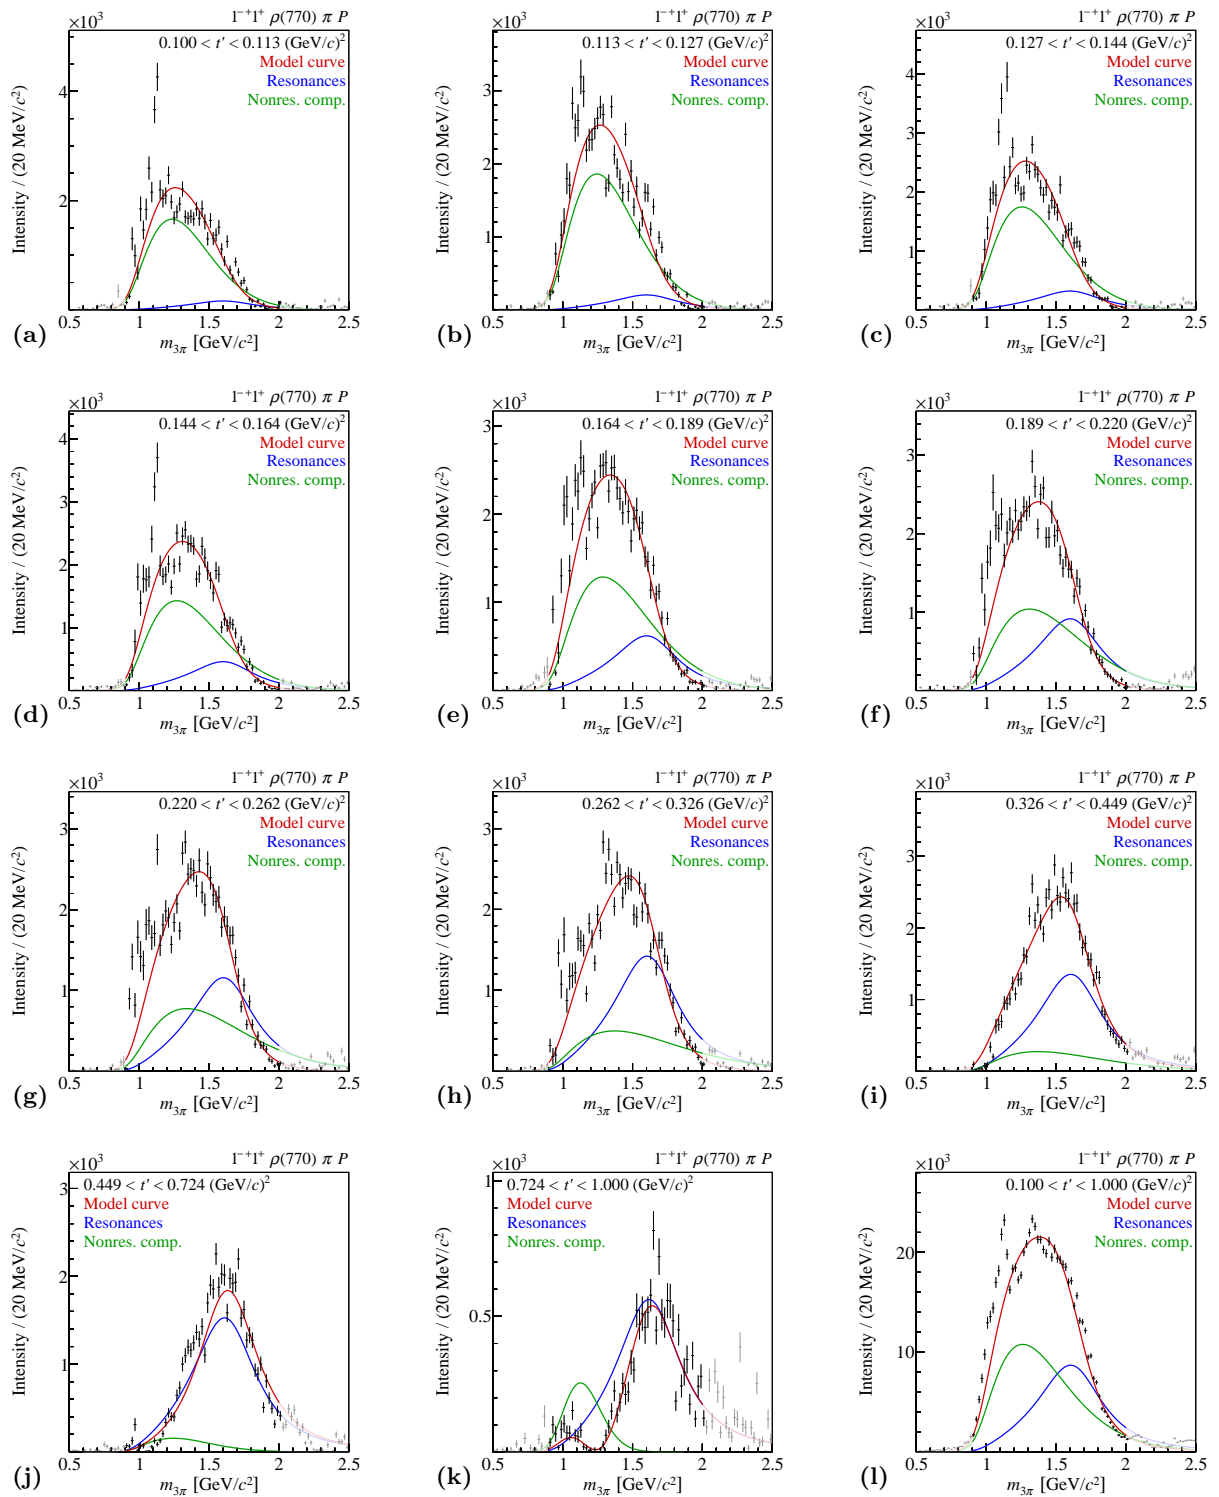 ×10³
1⁻⁺1⁺ ρ(770) π P
0.100 < t′ < 0.113 (GeV/c)²
Model curve
Resonances
Nonres. comp.
Intensity / (20 MeV/c²)
4
2
0.5 1 1.5 2 2.5
(a)
m₃π [GeV/c²]
×10³
1⁻⁺1⁺ ρ(770) π P
0.113 < t′ < 0.127 (GeV/c)²
Model curve
Resonances
Nonres. comp.
Intensity / (20 MeV/c²)
3
2
1
0.5 1 1.5 2 2.5
(b)
m₃π [GeV/c²]
×10³
1⁻⁺1⁺ ρ(770) π P
0.127 < t′ < 0.144 (GeV/c)²
Model curve
Resonances
Nonres. comp.
Intensity / (20 MeV/c²)
4
3
2
1
0.5 1 1.5 2 2.5
(c)
m₃π [GeV/c²]
×10³
1⁻⁺1⁺ ρ(770) π P
0.144 < t′ < 0.164 (GeV/c)²
Model curve
Resonances
Nonres. comp.
Intensity / (20 MeV/c²)
4
3
2
1
0.5 1 1.5 2 2.5
(d)
m₃π [GeV/c²]
×10³
1⁻⁺1⁺ ρ(770) π P
0.164 < t′ < 0.189 (GeV/c)²
Model curve
Resonances
Nonres. comp.
Intensity / (20 MeV/c²)
3
2
1
0.5 1 1.5 2 2.5
(e)
m₃π [GeV/c²]
×10³
1⁻⁺1⁺ ρ(770) π P
0.189 < t′ < 0.220 (GeV/c)²
Model curve
Resonances
Nonres. comp.
Intensity / (20 MeV/c²)
3
2
1
0.5 1 1.5 2 2.5
(f)
m₃π [GeV/c²]
×10³
1⁻⁺1⁺ ρ(770) π P
0.220 < t′ < 0.262 (GeV/c)²
Model curve
Resonances
Nonres. comp.
Intensity / (20 MeV/c²)
3
2
1
0.5 1 1.5 2 2.5
(g)
m₃π [GeV/c²]
×10³
1⁻⁺1⁺ ρ(770) π P
0.262 < t′ < 0.326 (GeV/c)²
Model curve
Resonances
Nonres. comp.
Intensity / (20 MeV/c²)
3
2
1
0.5 1 1.5 2 2.5
(h)
m₃π [GeV/c²]
×10³
1⁻⁺1⁺ ρ(770) π P
0.326 < t′ < 0.449 (GeV/c)²
Model curve
Resonances
Nonres. comp.
Intensity / (20 MeV/c²)
3
2
1
0.5 1 1.5 2 2.5
(i)
m₃π [GeV/c²]
×10³
1⁻⁺1⁺ ρ(770) π P
0.449 < t′ < 0.724 (GeV/c)²
Model curve
Resonances
Nonres. comp.
Intensity / (20 MeV/c²)
3
2
1
0.5 1 1.5 2 2.5
(j)
m₃π [GeV/c²]
×10³
1⁻⁺1⁺ ρ(770) π P
0.724 < t′ < 1.000 (GeV/c)²
Model curve
Resonances
Nonres. comp.
Intensity / (20 MeV/c²)
1
0.5
0.5 1 1.5 2 2.5
(k)
m₃π [GeV/c²]
×10³
1⁻⁺1⁺ ρ(770) π P
0.100 < t′ < 1.000 (GeV/c)²
Model curve
Resonances
Nonres. comp.
Intensity / (20 MeV/c²)
20
10
0.5 1 1.5 2 2.5
(l)
m₃π [GeV/c²]